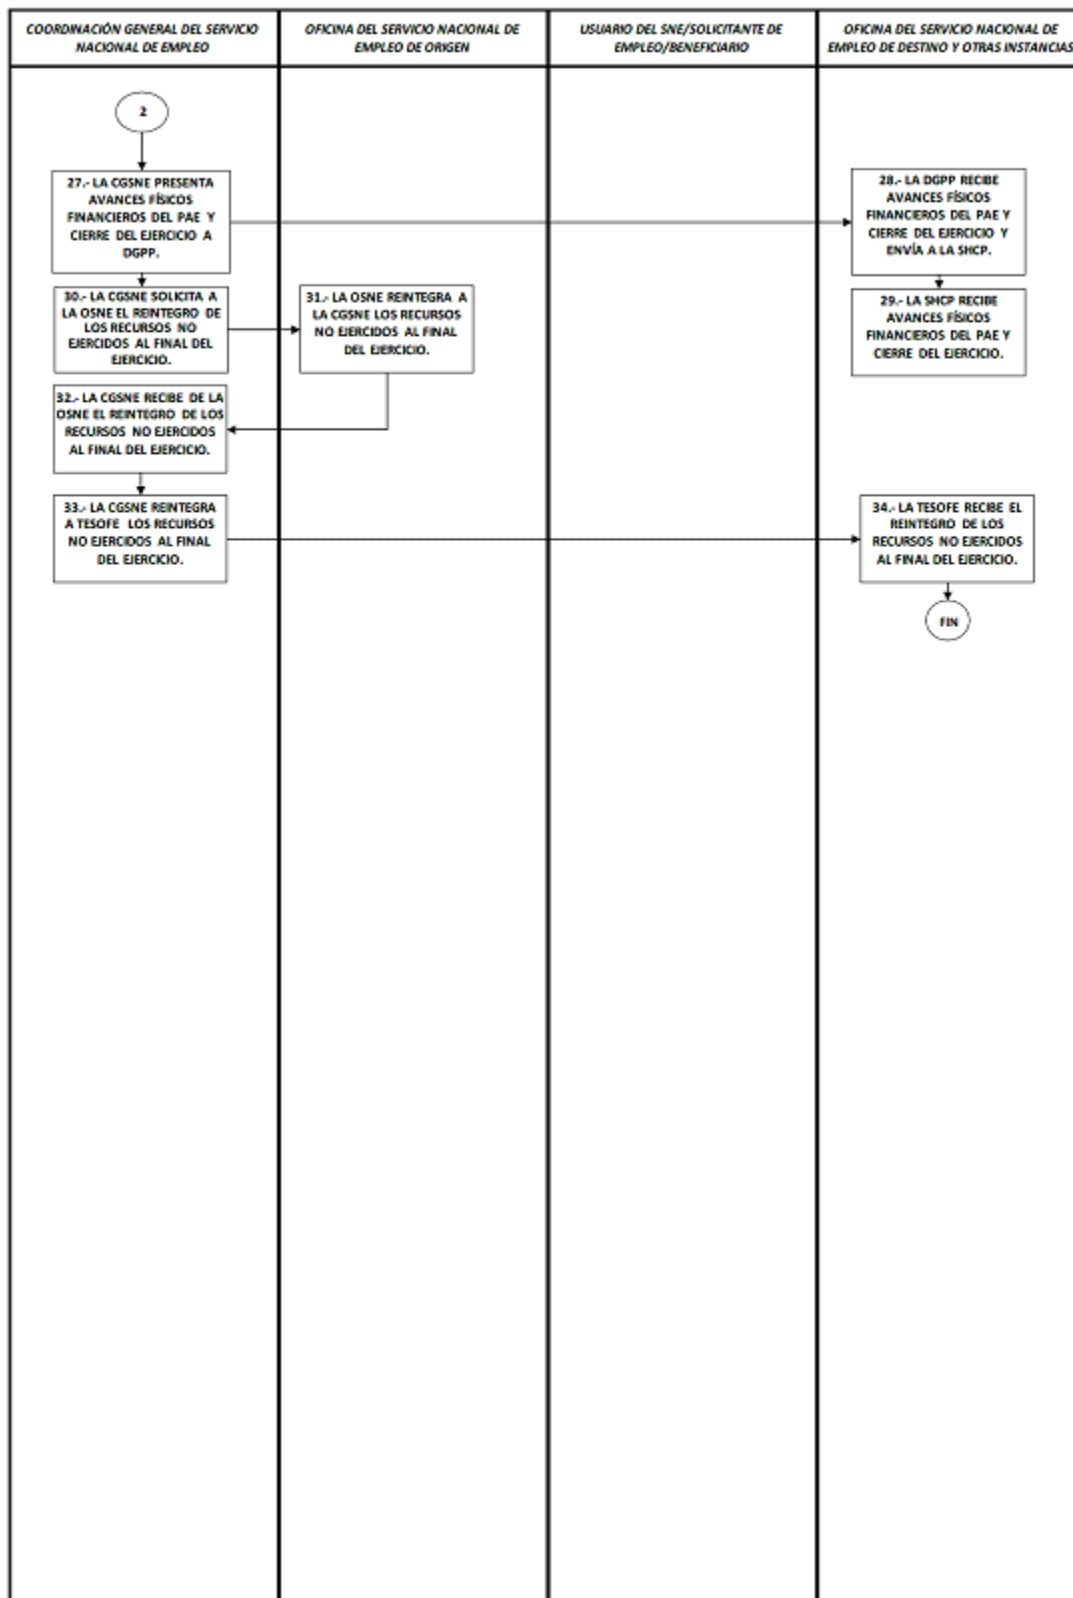 COORDINACIÓN GENERAL DEL SERVICIO
NACIONAL DE EMPLEO
OFICINA DEL SERVICIO NACIONAL DE
EMPLEO DE ORIGEN
USUARIO DEL SNE/SOLICITANTE DE
EMPLEO/BENEFICIARIO
OFICINA DEL SERVICIO NACIONAL DE
EMPLEO DE DESTINO Y OTRAS INSTANCIAS
2
27.- LA CGSNE PRESENTA
AVANCES FÍSICOS
FINANCIEROS DEL PAE Y
CIERRE DEL EJERCICIO A
DGPP.
28.- LA DGPP RECIBE
AVANCES FÍSICOS
FINANCIEROS DEL PAE Y
CIERRE DEL EJERCICIO Y
ENVÍA A LA SHCP.
29.- LA SHCP RECIBE
AVANCES FÍSICOS
FINANCIEROS DEL PAE Y
CIERRE DEL EJERCICIO.
30.- LA CGSNE SOLICITA A
LA OSNE EL REINTEGRO DE
LOS RECURSOS NO
EJERCIDOS AL FINAL DEL
EJERCICIO.
31.- LA OSNE REINTEGRA A
LA CGSNE LOS RECURSOS
NO EJERCIDOS AL FINAL
DEL EJERCICIO.
32.- LA CGSNE RECIBE DE LA
OSNE EL REINTEGRO DE LOS
RECURSOS NO EJERCIDOS
AL FINAL DEL EJERCICIO.
33.- LA CGSNE REINTEGRA
A TESOFE LOS RECURSOS
NO EJERCIDOS AL FINAL
DEL EJERCICIO.
34.- LA TESOFE RECIBE EL
REINTEGRO DE LOS
RECURSOS NO EJERCIDOS
AL FINAL DEL EJERCICIO.
FIN